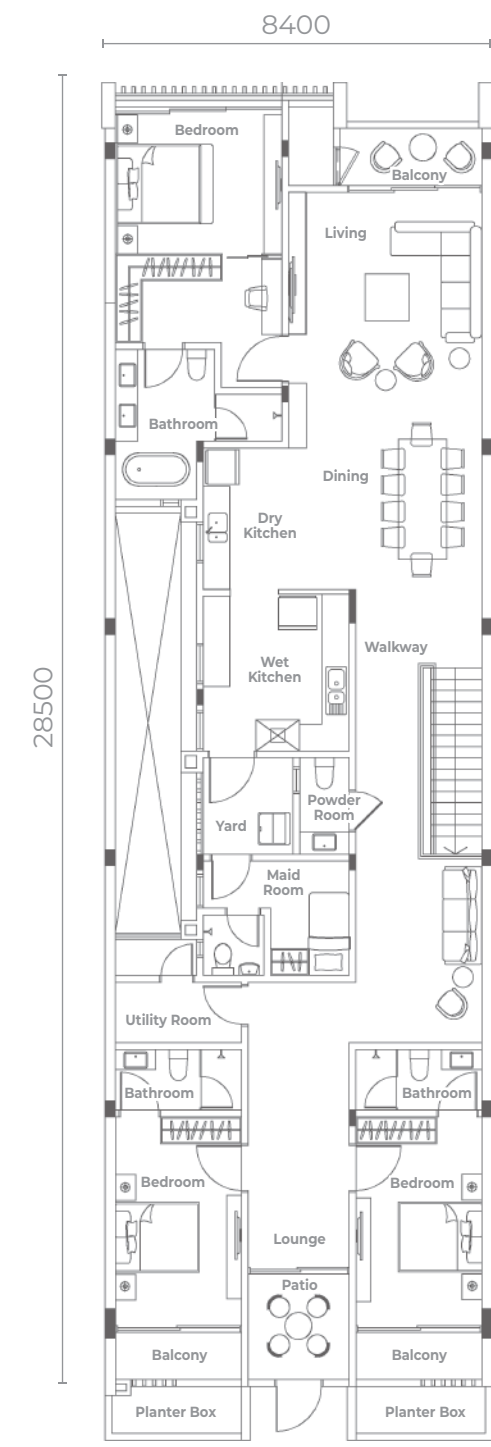 8400
28500
Bedroom
Balcony
Living
Bathroom
Dining
Dry
Kitchen
Walkway
Wet
Kitchen
Powder
Room
Yard
Maid
Room
Utility Room
Bathroom
Bathroom
Bedroom
Bedroom
Lounge
Patio
Balcony
Balcony
Planter Box
Planter Box